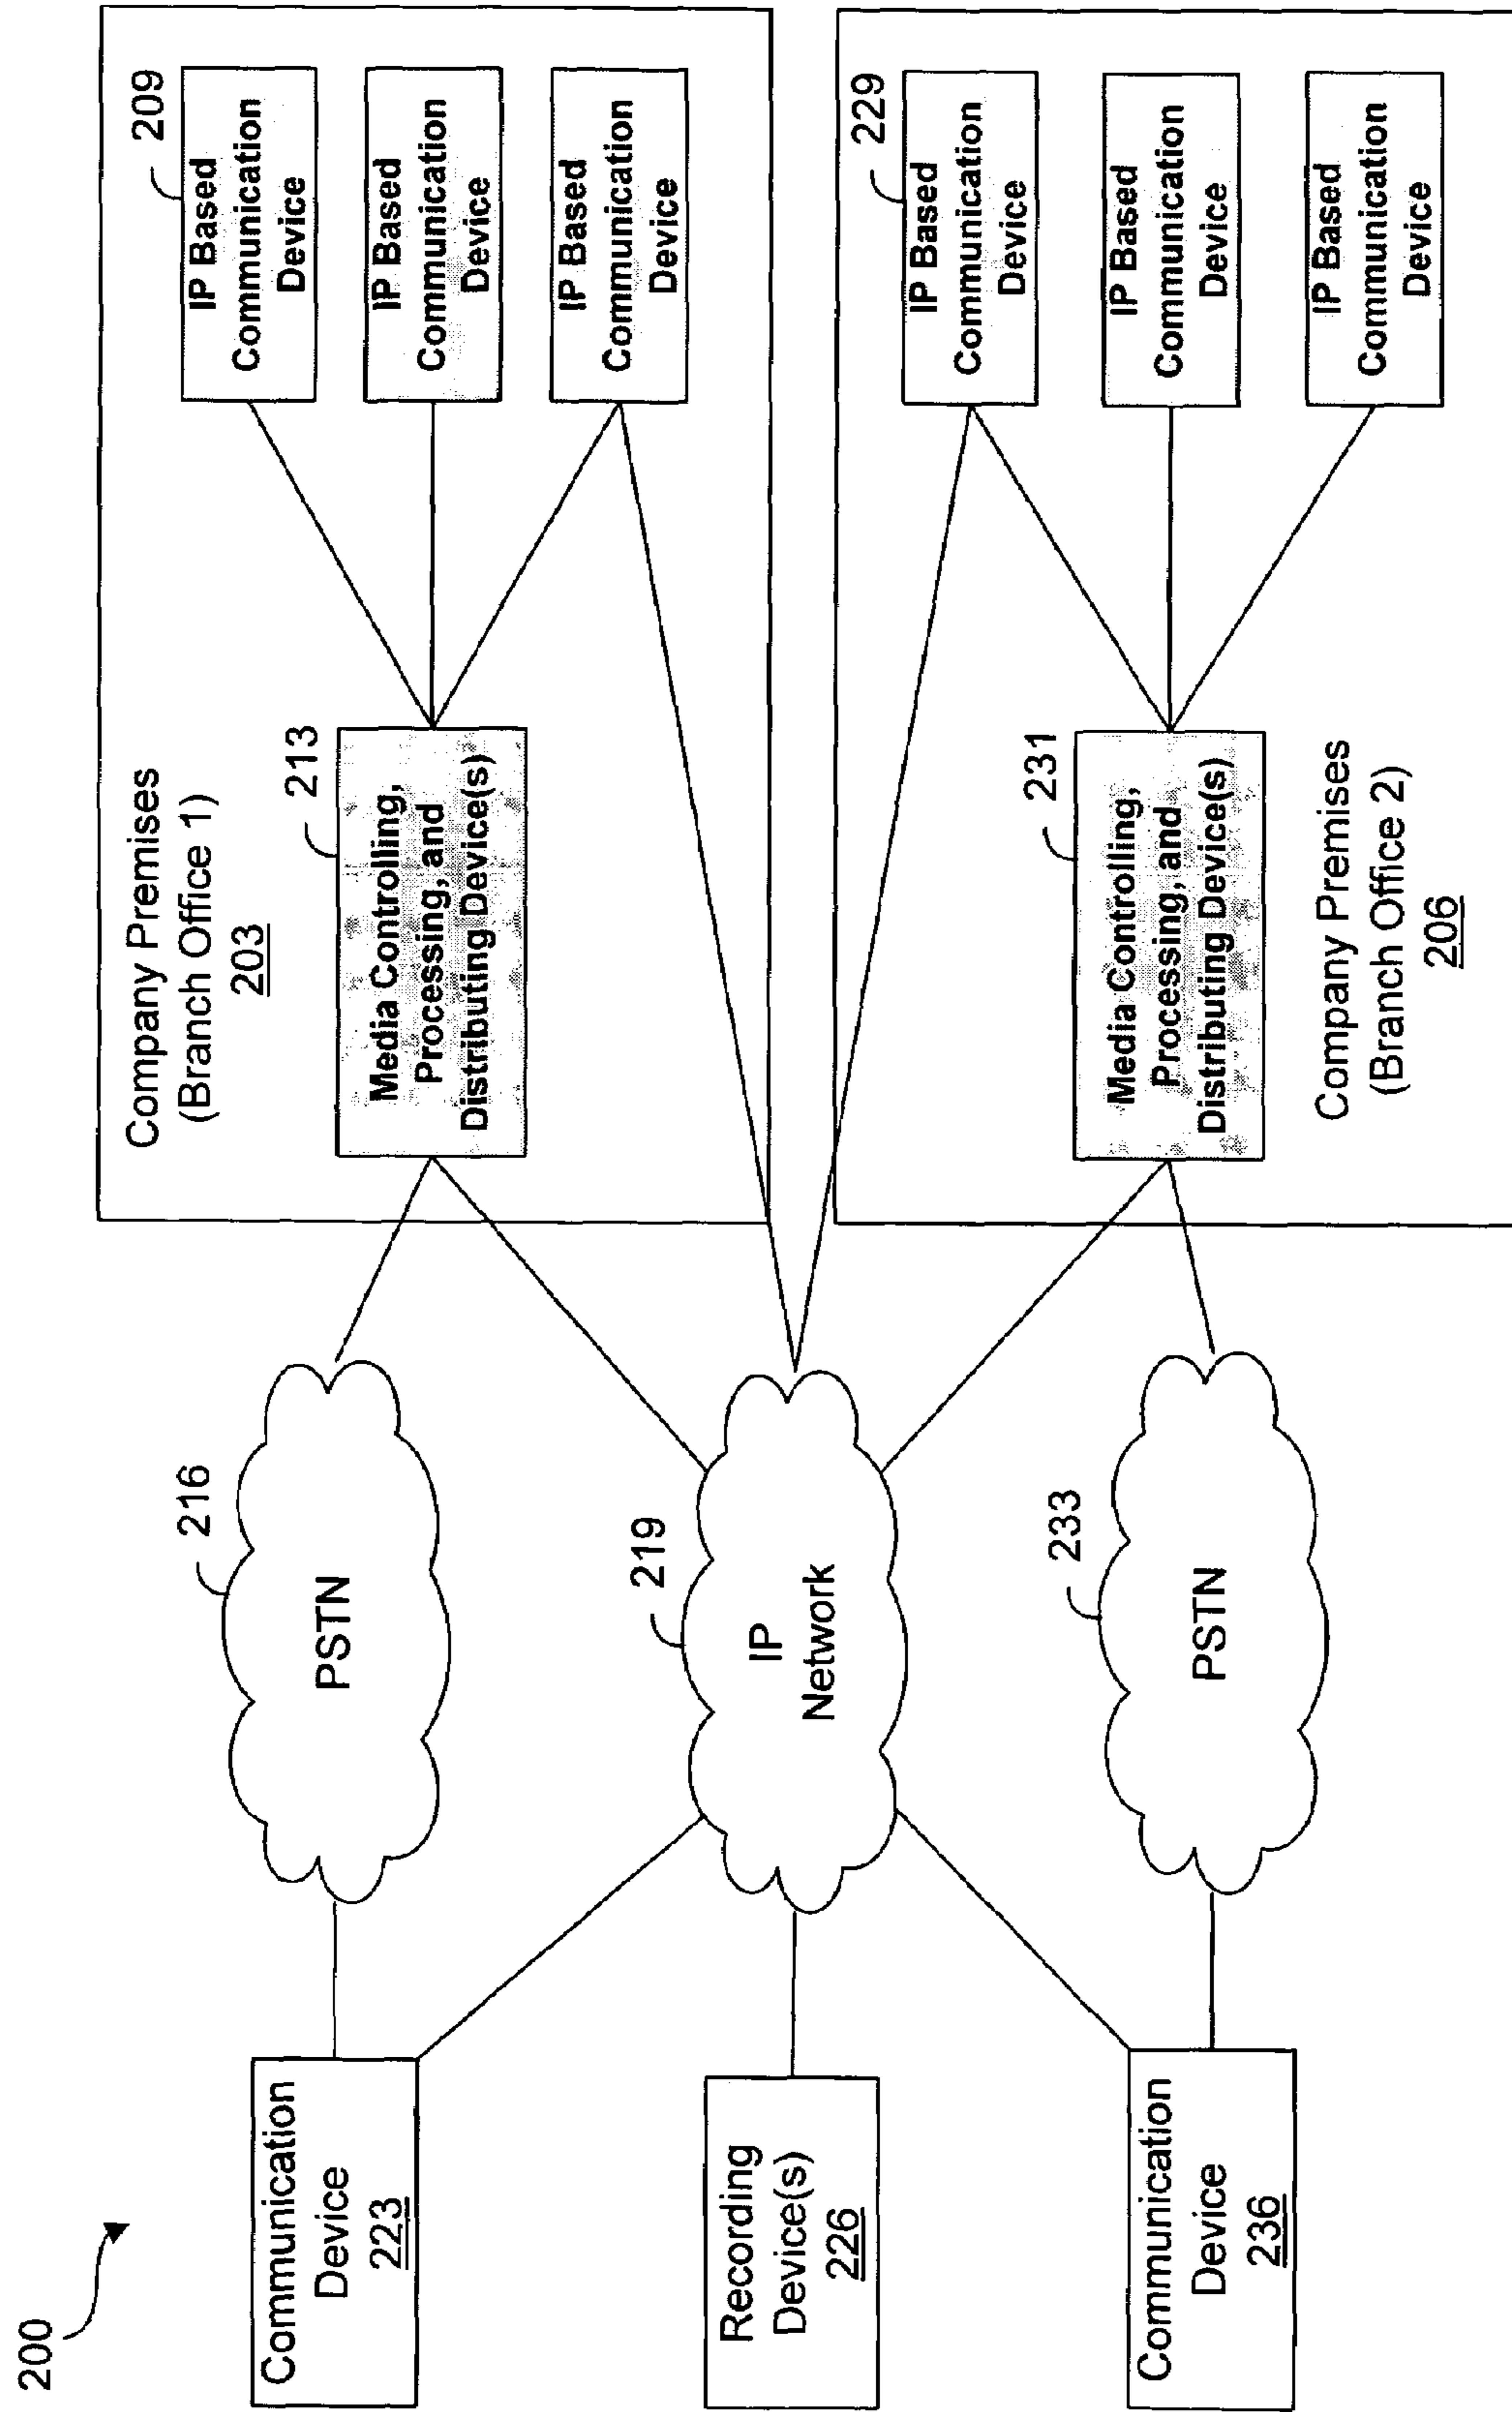 200
Communication
Device
223
Recording
Device(s)
226
Communication
Device
236
216
PSTN
219
IP
Network
233
PSTN
Company Premises
(Branch Office 1)
203
213
Media Controlling,
Processing, and
Distributing Device(s)
209
IP Based
Communication
Device
IP Based
Communication
Device
IP Based
Communication
Device
231
Media Controlling,
Processing, and
Distributing Device(s)
Company Premises
(Branch Office 2)
206
229
IP Based
Communication
Device
IP Based
Communication
Device
IP Based
Communication
Device